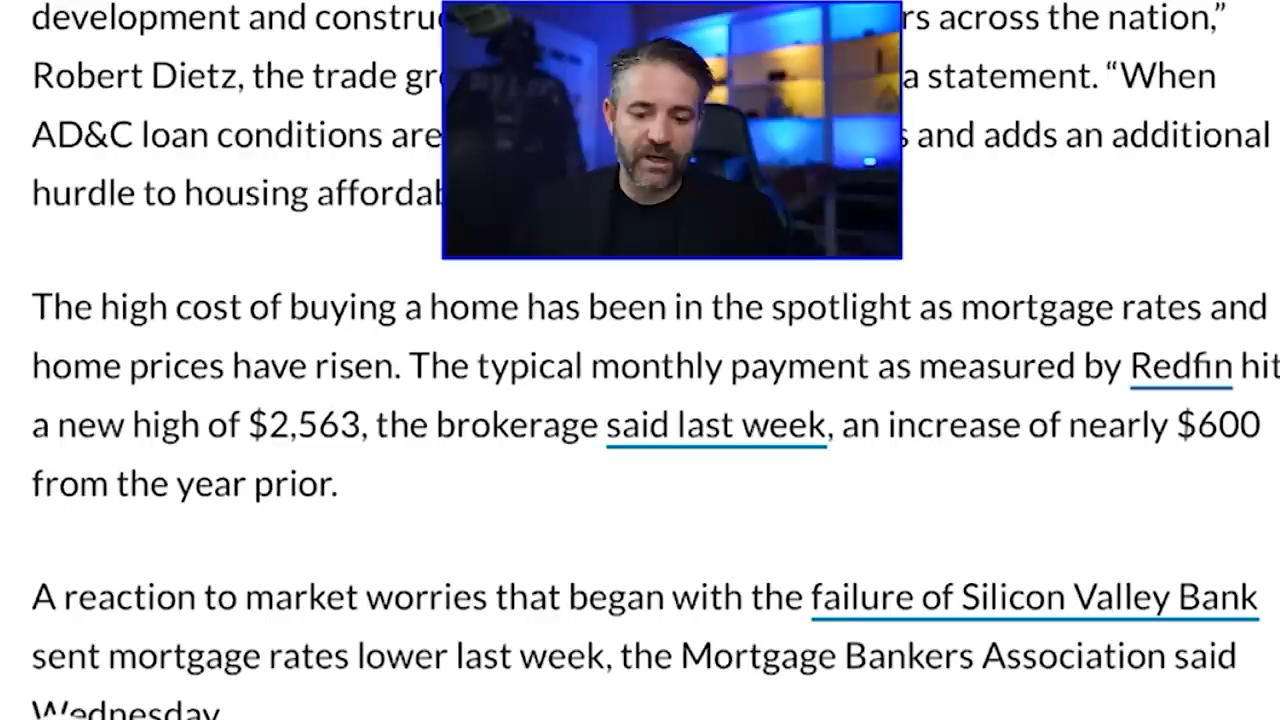 development and constru rs across the nation,”
Robert Dietz, the trade gr a statement. “When
AD&C loan conditions are s and adds an additional
hurdle to housing affordab
The high cost of buying a home has been in the spotlight as mortgage rates and
home prices have risen. The typical monthly payment as measured by Redfin hit
a new high of $2,563, the brokerage said last week, an increase of nearly $600
from the year prior.
A reaction to market worries that began with the failure of Silicon Valley Bank
sent mortgage rates lower last week, the Mortgage Bankers Association said
Wednesday